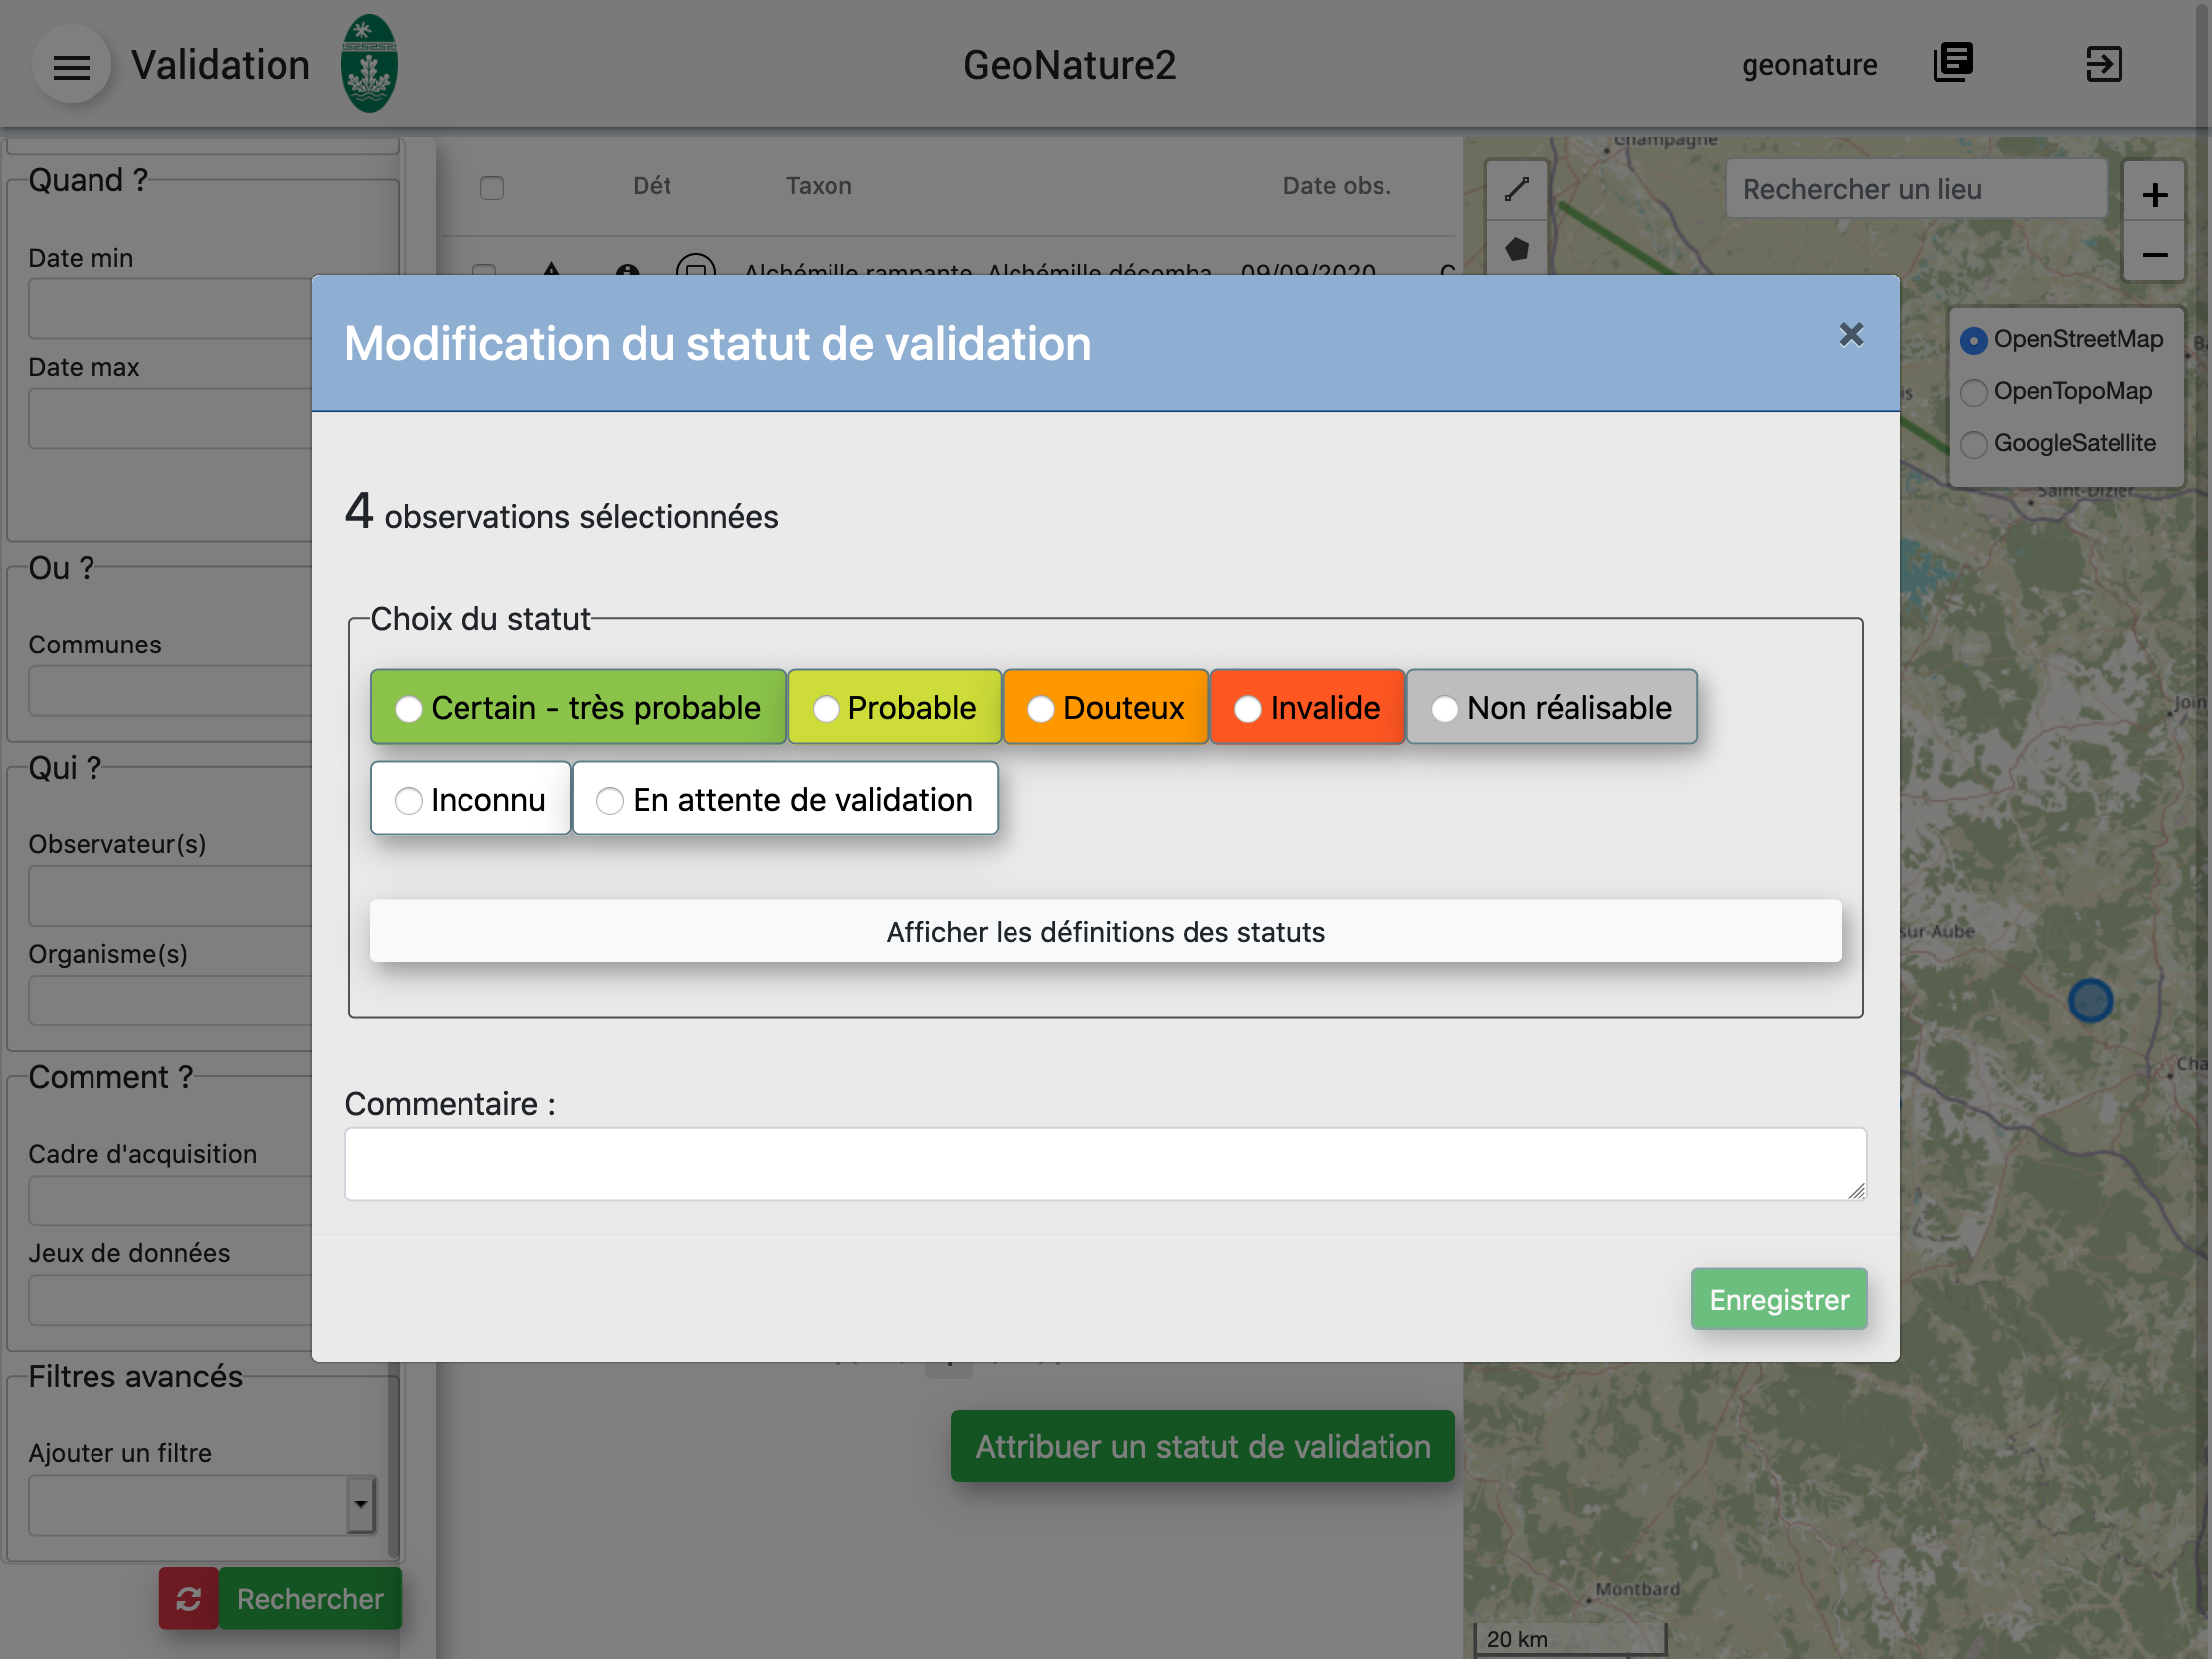 Validation
GeoNature2
geonature
Quand ?
Date min
Date max
Ou ?
Communes
Qui ?
Observateur(s)
Organisme(s)
Comment ?
Cadre d'acquisition
Jeux de données
Filtres avancés
Ajouter un filtre
Rechercher
Dét Taxon Date obs.
Alchémille rampante, Alchémille décomba 09/09/2020
Modification du statut de validation
×
4 observations sélectionnées
Choix du statut
Certain - très probable Probable Douteux Invalide Non réalisable
Inconnu En attente de validation
Afficher les définitions des statuts
Commentaire :
Enregistrer
Attribuer un statut de validation
Champagne
Rechercher un lieu
+
−
OpenStreetMap
OpenTopoMap
GoogleSatellite
Saint-Dizier
Join
sur-Aube
Cha
Montbard
20 km